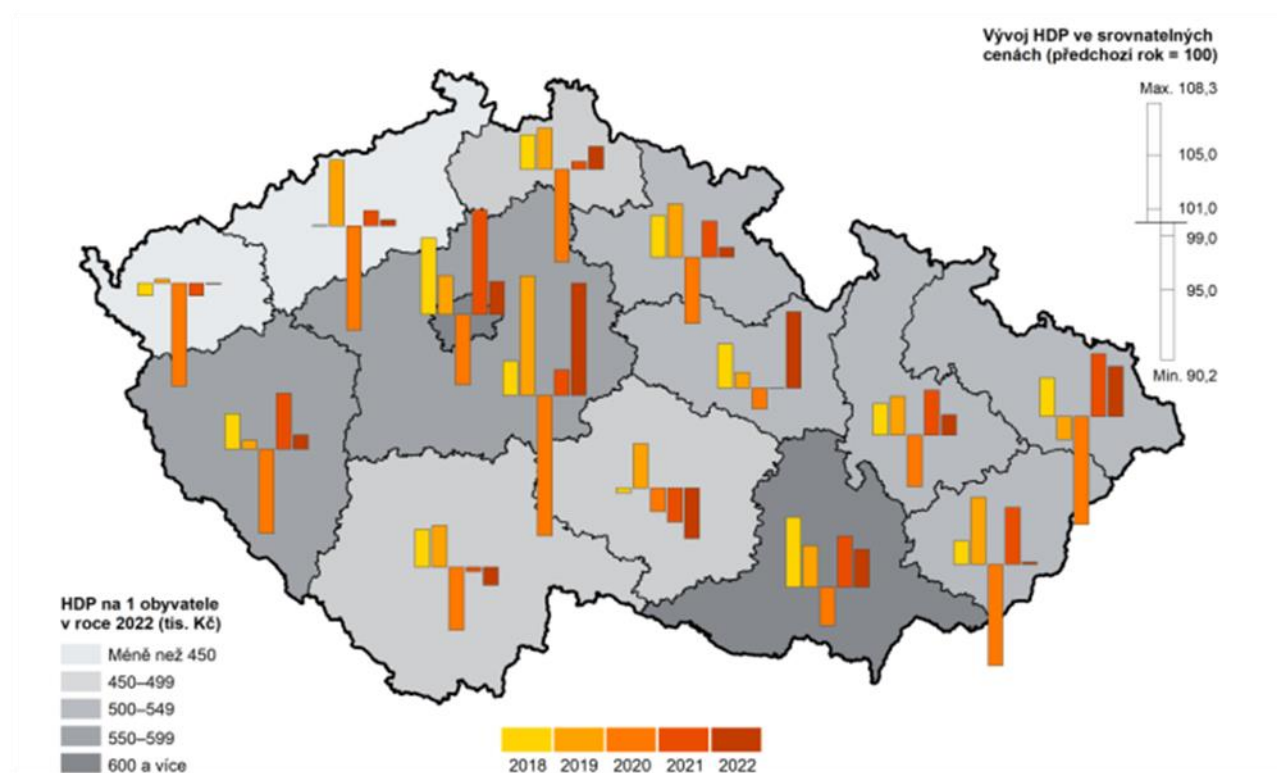 Vývoj HDP ve srovnatelných
cenách (předchozí rok = 100)
Max. 108,3
105,0
101,0
99,0
95,0
Min. 90,2
HDP na 1 obyvatele
v roce 2022 (tis. Kč)
Méně než 450
450–499
500–549
550–599
600 a více
2018 2019 2020 2021 2022